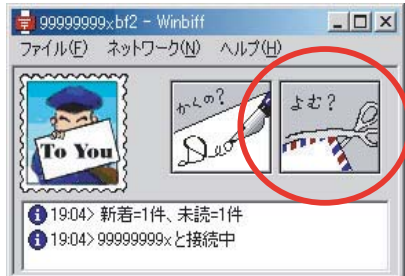 99999999xbf2 - Winbiff
ファイル(F) ネットワーク(N) ヘルプ(H)
To You
かくの?
Dear
よむ?
19:04> 新着=1件、未読=1件
19:04> 99999999xと接続中